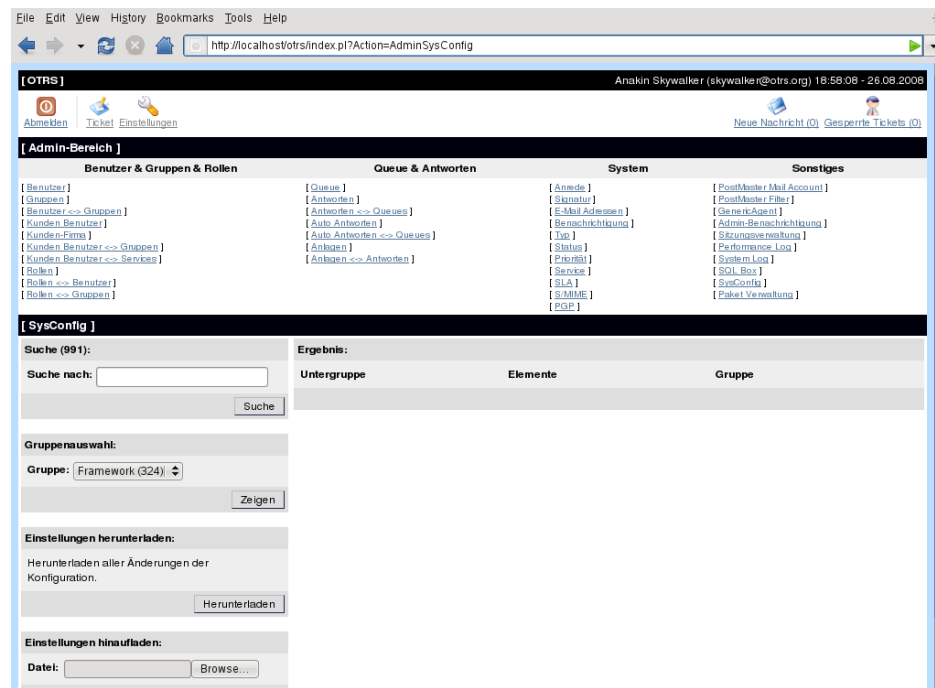 File Edit View History Bookmarks Tools Help
http://localhost/otrs/index.pl?Action=AdminSysConfig
[ OTRS ] Anakin Skywalker (skywalker@otrs.org) 18:58:08 - 26.08.2008
Abmelden Ticket Einstellungen Neue Nachricht (0) Gesperrte Tickets (0)
[ Admin-Bereich ]
Benutzer & Gruppen & Rollen Queue & Antworten System Sonstiges
[ Benutzer ] [ Queue ] [ Anrede ] [ PostMaster Mail Account ]
[ Gruppen ] [ Antworten ] [ Signatur ] [ PostMaster Filter ]
[ Benutzer <-> Gruppen ] [ Antworten <-> Queues ] [ E-Mail Adressen ] [ GenericAgent ]
[ Kunden Benutzer ] [ Auto Antworten ] [ Benachrichtigung ] [ Admin-Benachrichtigung ]
[ Kunden-Firma ] [ Auto Antworten <-> Queues ] [ Typ ] [ Sitzungsverwaltung ]
[ Kunden Benutzer <-> Gruppen ] [ Anlagen ] [ Status ] [ Performance Log ]
[ Kunden Benutzer <-> Services ] [ Anlagen <-> Antworten ] [ Priorität ] [ System Log ]
[ Rollen ] [ Service ] [ SQL Box ]
[ Rollen <-> Benutzer ] [ SLA ] [ SysConfig ]
[ Rollen <-> Gruppen ] [ S/MIME ] [ Paket Verwaltung ]
[ PGP ]
[ SysConfig ]
Suche (991): Ergebnis:
Suche nach: Untergruppe Elemente Gruppe
Suche
Gruppenauswahl:
Gruppe: Framework (324)
Zeigen
Einstellungen herunterladen:
Herunterladen aller Änderungen der
Konfiguration.
Herunterladen
Einstellungen hinaufladen:
Datei: Browse...